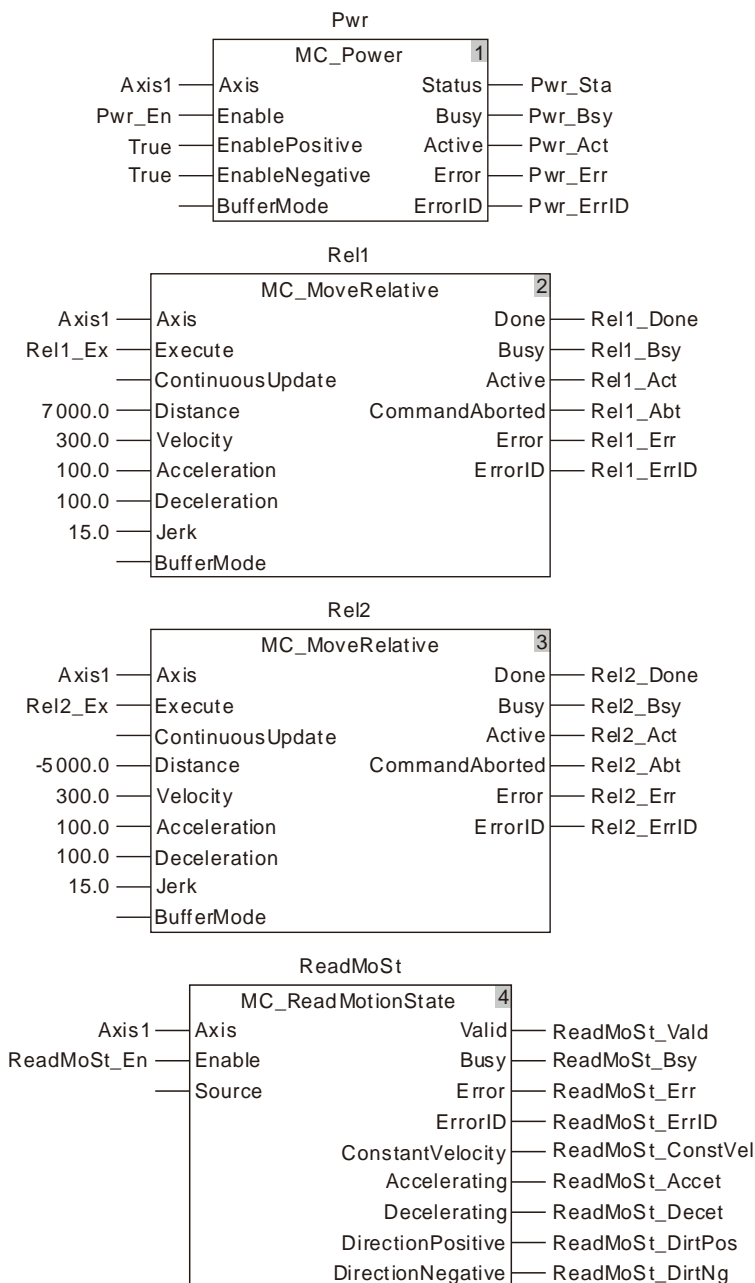 Pwr
MC_Power 1
Axis1 Axis Status Pwr_Sta
Pwr_En Enable Busy Pwr_Bsy
True EnablePositive Active Pwr_Act
True EnableNegative Error Pwr_Err
BufferMode ErrorID Pwr_ErrID
Rel1
MC_MoveRelative 2
Axis1 Axis Done Rel1_Done
Rel1_Ex Execute Busy Rel1_Bsy
ContinuousUpdate Active Rel1_Act
7000.0 Distance CommandAborted Rel1_Abt
300.0 Velocity Error Rel1_Err
100.0 Acceleration ErrorID Rel1_ErrID
100.0 Deceleration
15.0 Jerk
BufferMode
Rel2
MC_MoveRelative 3
Axis1 Axis Done Rel2_Done
Rel2_Ex Execute Busy Rel2_Bsy
ContinuousUpdate Active Rel2_Act
-5000.0 Distance CommandAborted Rel2_Abt
300.0 Velocity Error Rel2_Err
100.0 Acceleration ErrorID Rel2_ErrID
100.0 Deceleration
15.0 Jerk
BufferMode
ReadMoSt
MC_ReadMotionState 4
Axis1 Axis Valid ReadMoSt_Vald
ReadMoSt_En Enable Busy ReadMoSt_Bsy
Source Error ReadMoSt_Err
ErrorID ReadMoSt_ErrID
ConstantVelocity ReadMoSt_ConstVel
Accelerating ReadMoSt_Accet
Decelerating ReadMoSt_Decet
DirectionPositive ReadMoSt_DirtPos
DirectionNegative ReadMoSt_DirtNg